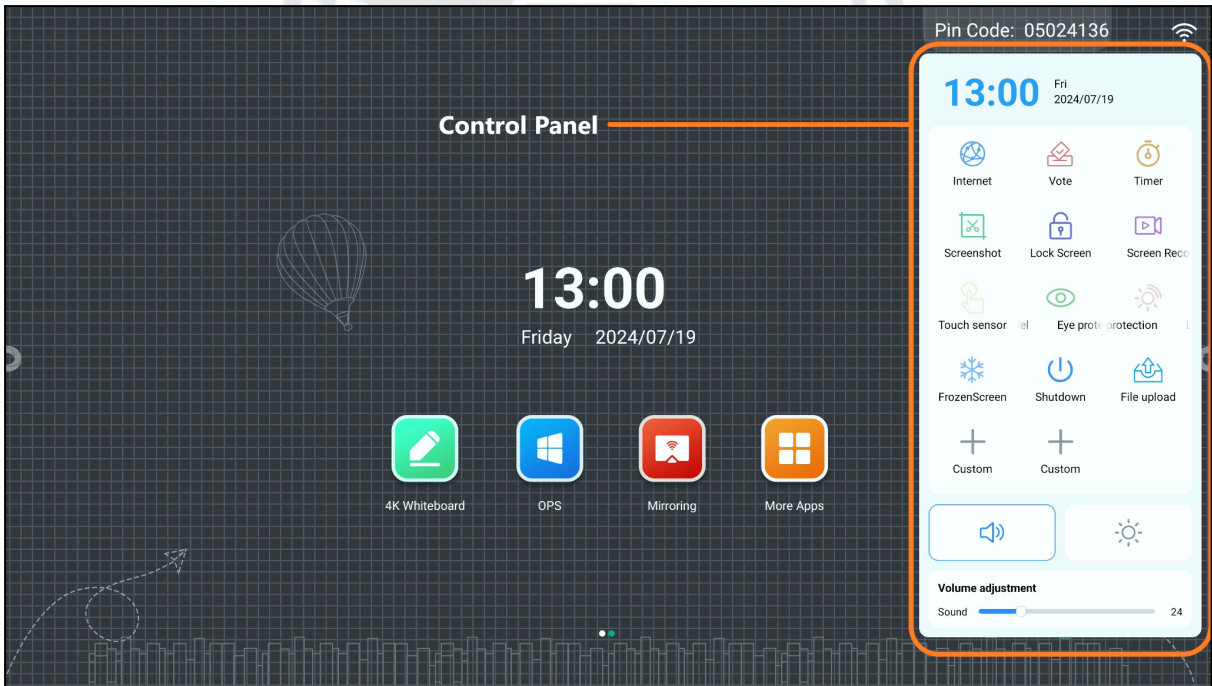 Pin Code: 05024136
Control Panel
13:00
Friday 2024/07/19
4K Whiteboard
OPS
Mirroring
More Apps
13:00
Fri
2024/07/19
Internet
Vote
Timer
Screenshot
Lock Screen
Screen Reco
Touch sensor
el
Eye prote
protection
FrozenScreen
Shutdown
File upload
Custom
Custom
Volume adjustment
Sound
24